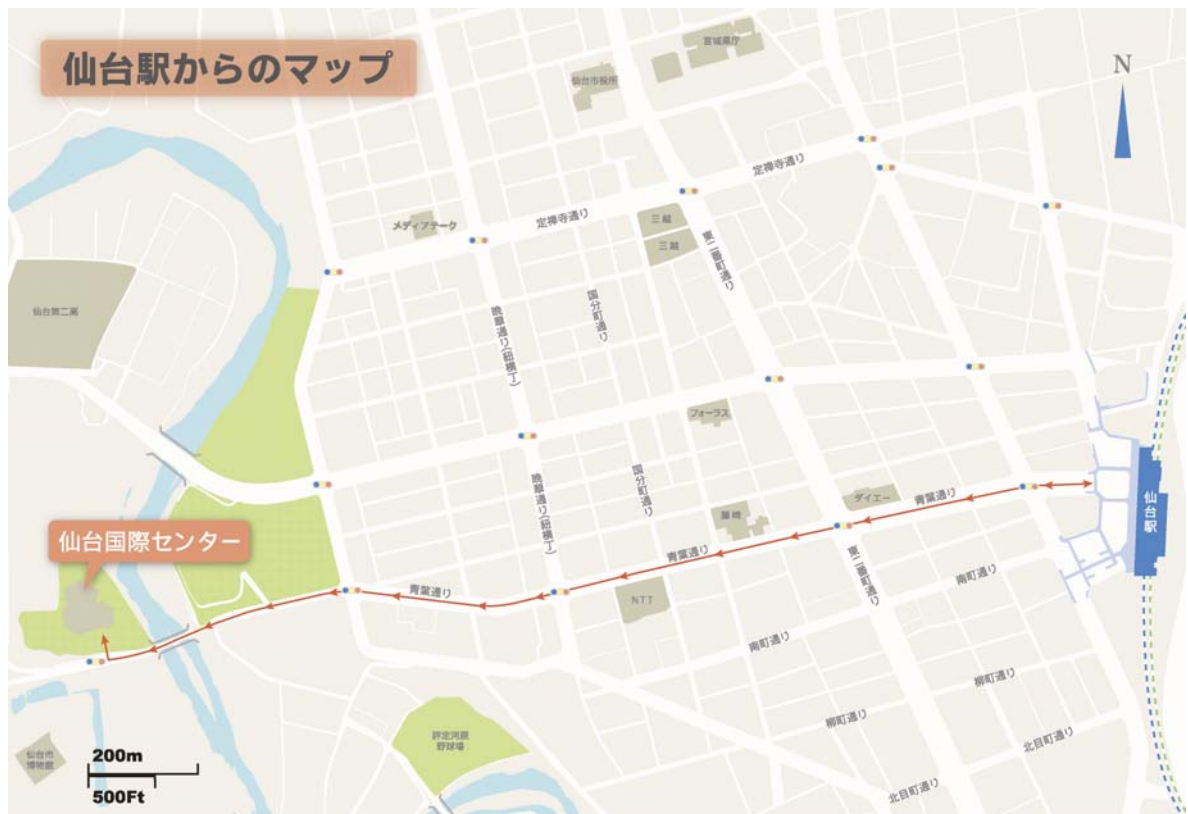 仙台駅からのマップ
宮城県庁
仙台市役所
N
定禅寺通り
三越
メディアテーク
定禅寺通り
三越
東二番町通り
仙台第二高
国分町通り
晩翠通り(細横丁)
フォーラス
国分町通り
晩翠通り(細横丁)
ダイエー
青葉通り
仙台駅
藤崎
仙台国際センター
青葉通り
東二番町通り
青葉通り
NTT
南町通り
南町通り
柳町通り
柳町通り
評定河原
野球場
北目町通り
仙台市
博物館
200m
500Ft
北目町通り